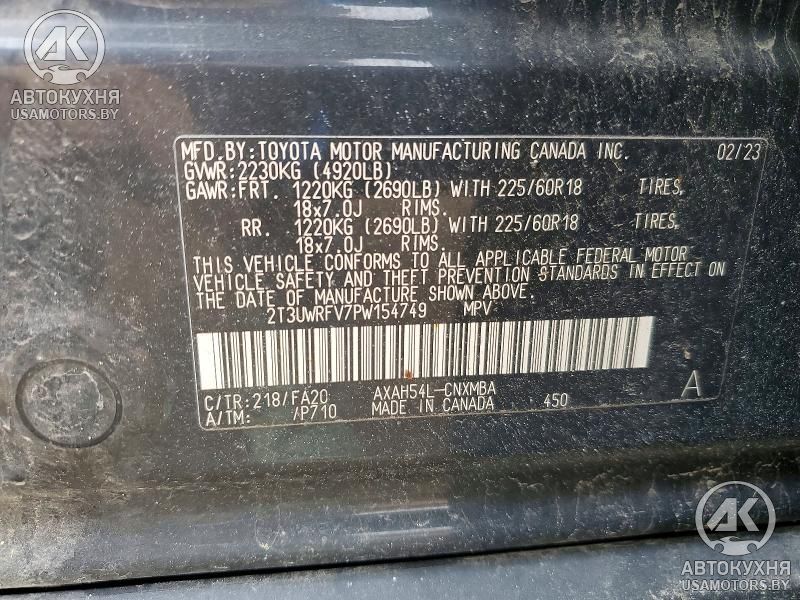 AK
АВТОКУХНЯ
USAMOTORS.BY
MFD.BY:TOYOTA MOTOR MANUFACTURING CANADA INC. 02/23
GVWR:2230KG (4920LB)
GAWR:FRT. 1220KG (2690LB) WITH 225/60R18 TIRES.
18x7.0J RIMS.
RR. 1220KG (2690LB) WITH 225/60R18 TIRES.
18x7.0J RIMS.
THIS VEHICLE CONFORMS TO ALL APPLICABLE FEDERAL MOTOR
VEHICLE SAFETY AND THEFT PREVENTION STANDARDS IN EFFECT ON
THE DATE OF MANUFACTURE SHOWN ABOVE.
2T3UWRFV7PW154749 MPV
C/TR:218/FA20 AXAH54L-CNXMBA A
A/TM: /P710 MADE IN CANADA 450
AK
АВТОКУХНЯ
USAMOTORS.BY